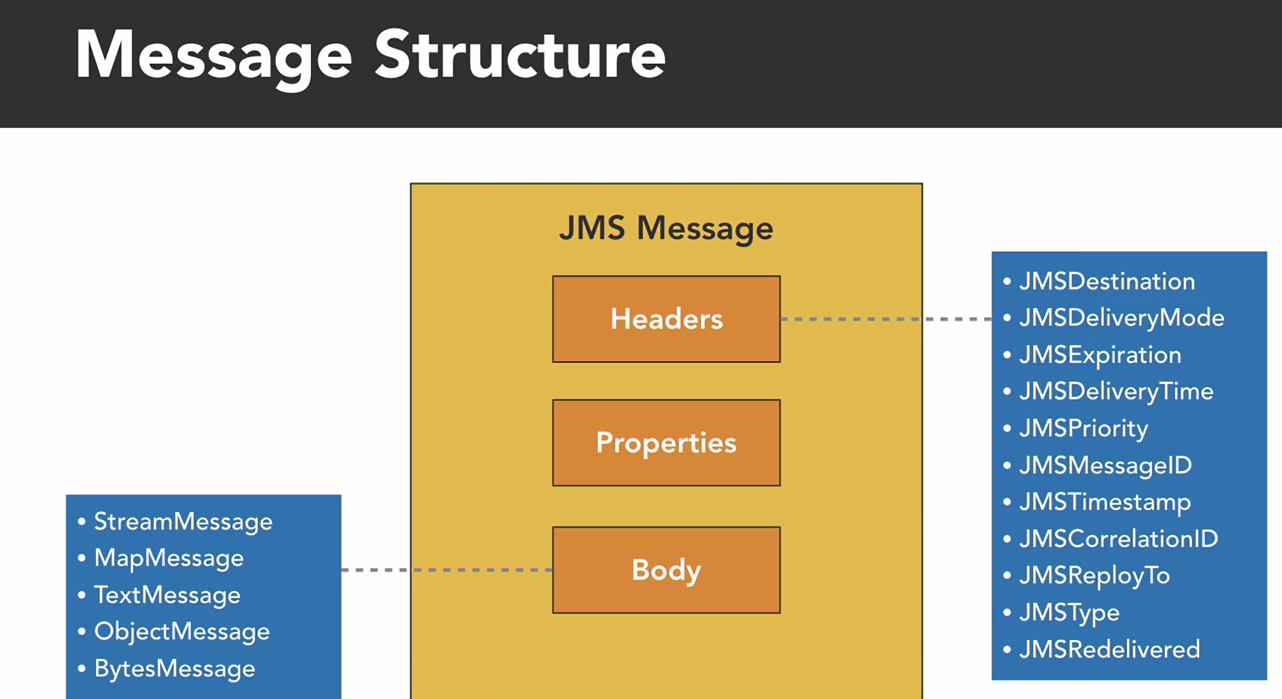 Message Structure
JMS Message
Headers
Properties
Body
• JMSDestination
• JMSDeliveryMode
• JMSExpiration
• JMSDeliveryTime
• JMSPriority
• JMSMessageID
• JMSTimestamp
• JMSCorrelationID
• JMSReployTo
• JMSType
• JMSRedelivered
• StreamMessage
• MapMessage
• TextMessage
• ObjectMessage
• BytesMessage